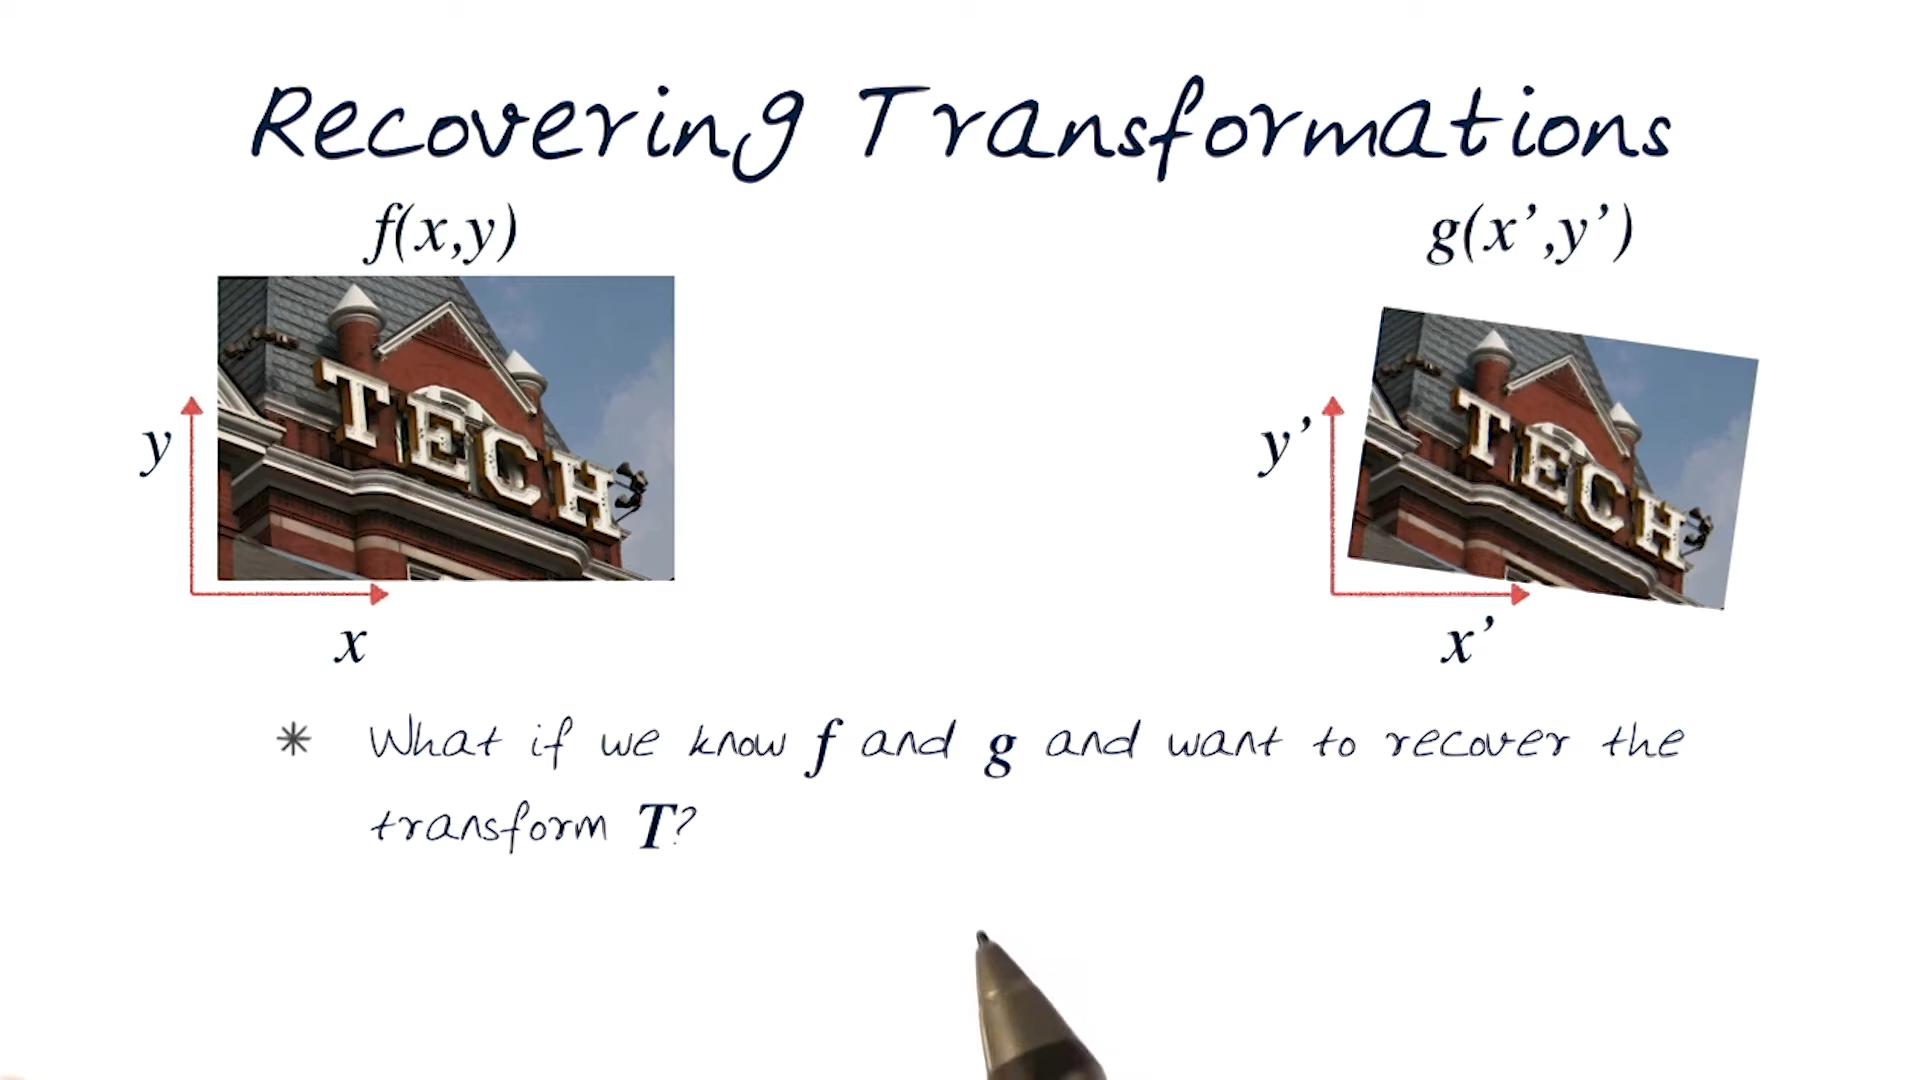 Recovering Transformations
f(x,y)
g(x’,y’)
TECH
TECH
y
y’
x
x’
* What if we know f and g and want to recover the
transform T?